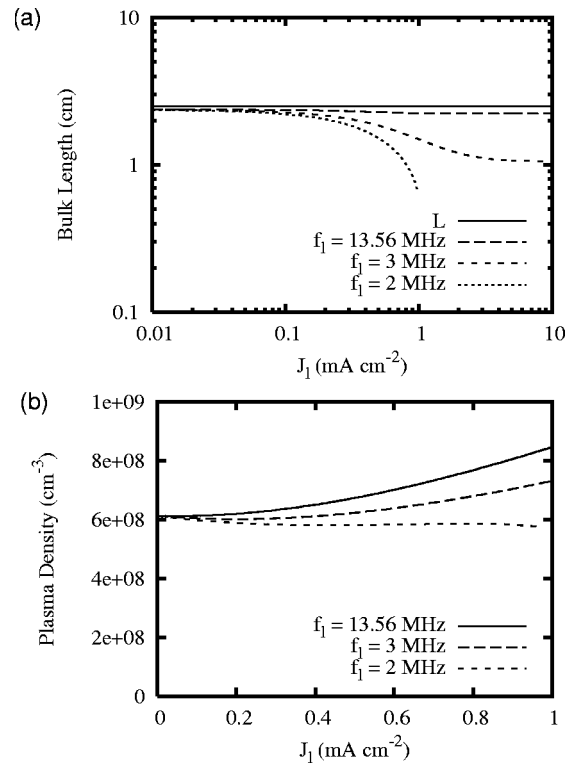 (a)
10
1
0.1
Bulk Length (cm)
L
f1 = 13.56 MHz
f1 = 3 MHz
f1 = 2 MHz
0.01 0.1 1 10
J1 (mA cm-2)
(b)
1e+09
8e+08
6e+08
4e+08
2e+08
0
Plasma Density (cm-3)
f1 = 13.56 MHz
f1 = 3 MHz
f1 = 2 MHz
0 0.2 0.4 0.6 0.8 1
J1 (mA cm-2)